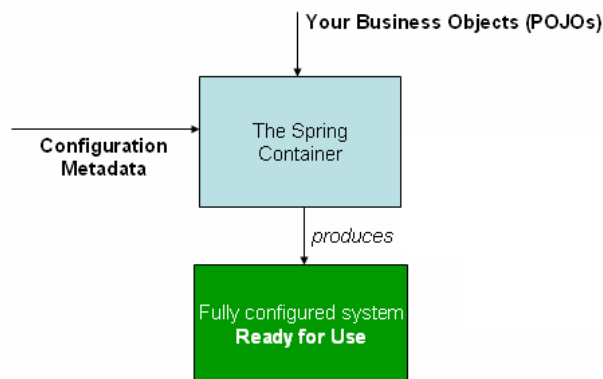 Your Business Objects (POJOs)
The Spring
Container
Configuration
Metadata
produces
Fully configured system
Ready for Use